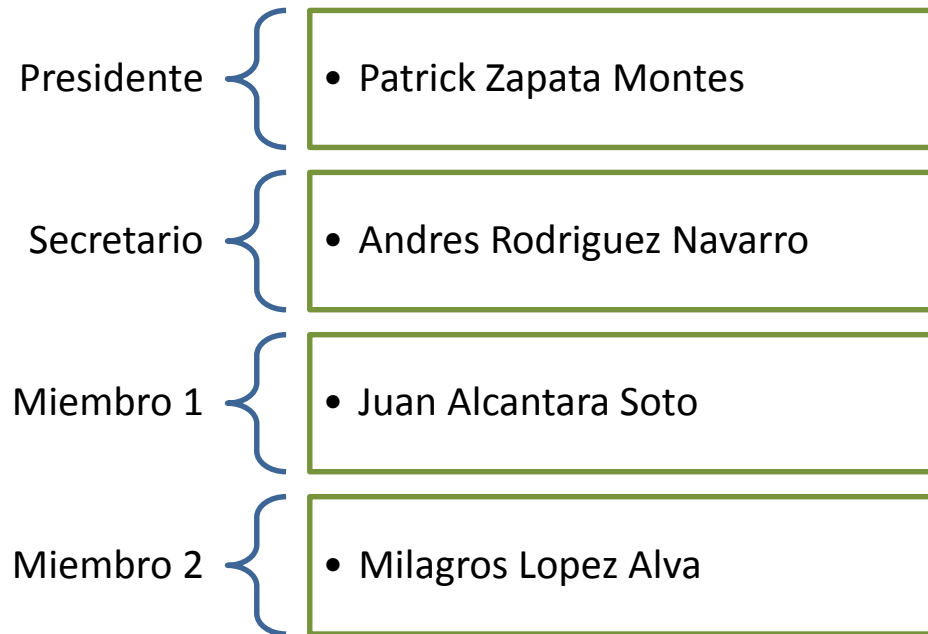 Presidente
• Patrick Zapata Montes
Secretario
• Andres Rodriguez Navarro
Miembro 1
• Juan Alcantara Soto
Miembro 2
• Milagros Lopez Alva